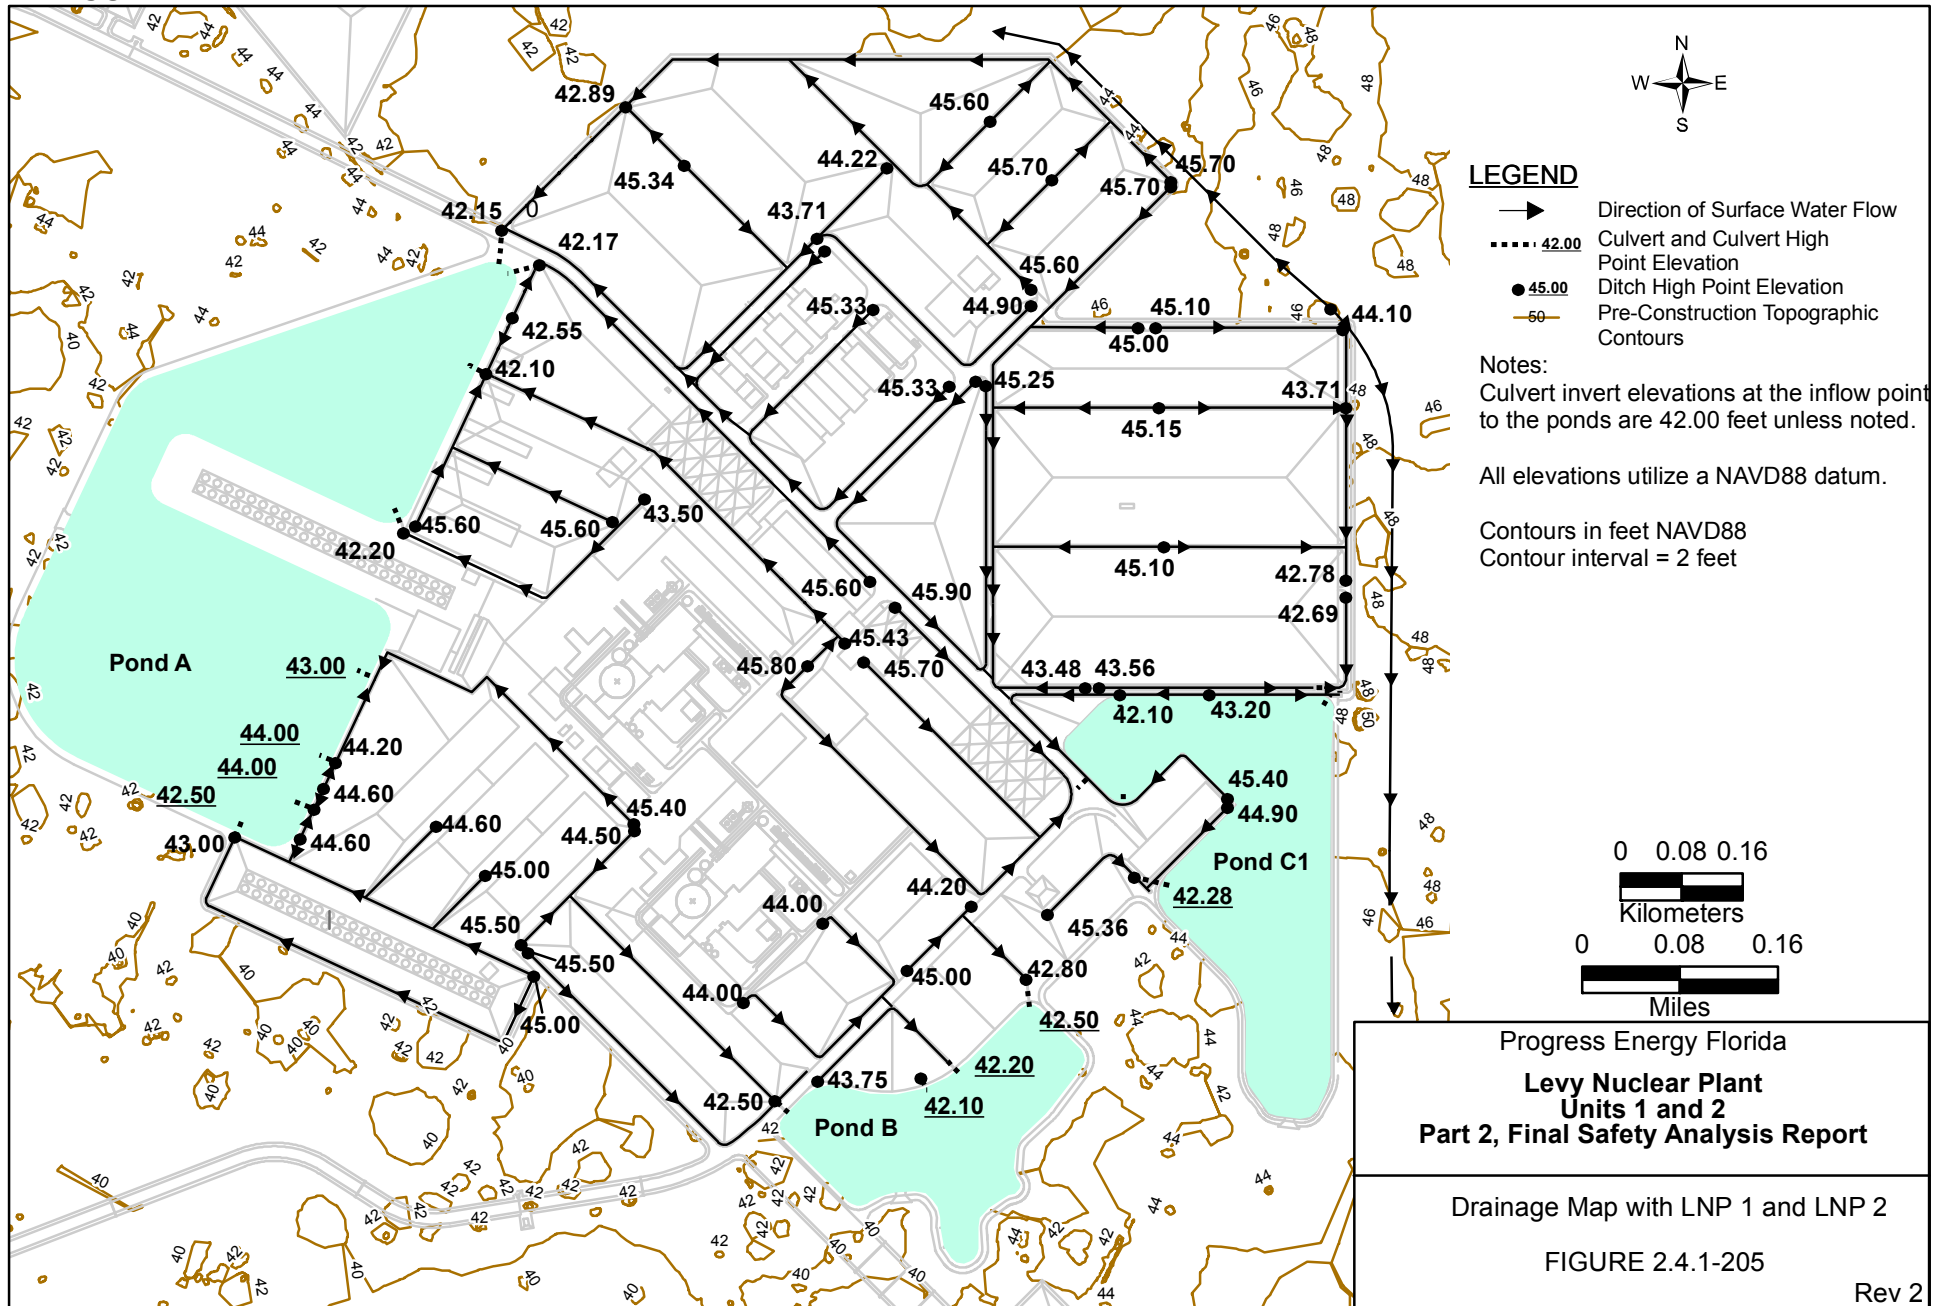 N
W E
S
LEGEND
Direction of Surface Water Flow
42.00 Culvert and Culvert High
Point Elevation
45.00 Ditch High Point Elevation
50 Pre-Construction Topographic
Contours
Notes:
Culvert invert elevations at the inflow point
to the ponds are 42.00 feet unless noted.
All elevations utilize a NAVD88 datum.
Contours in feet NAVD88
Contour interval = 2 feet
42.89
45.60
44.22
45.70
45.70
45.70
45.34
43.71
42.15
0
42.17
45.60
44.90
45.10
45.00
44.10
45.33
42.55
42.10
45.33
45.25
43.71
45.15
45.60
45.60
43.50
42.20
45.10
42.78
42.69
45.60
45.90
45.43
45.80
45.70
43.48
43.56
42.10
43.20
Pond A
43.00
44.00
44.20
44.00
42.50
44.60
43.00
44.60
44.60
45.40
44.50
45.00
45.40
44.90
Pond C1
42.28
44.20
44.00
45.36
45.50
45.50
45.00
42.80
44.00
45.00
42.50
42.20
43.75
42.10
42.50
Pond B
0 0.08 0.16
Kilometers
0 0.08 0.16
Miles
Progress Energy Florida
Levy Nuclear Plant
Units 1 and 2
Part 2, Final Safety Analysis Report
Drainage Map with LNP 1 and LNP 2
FIGURE 2.4.1-205
Rev 2